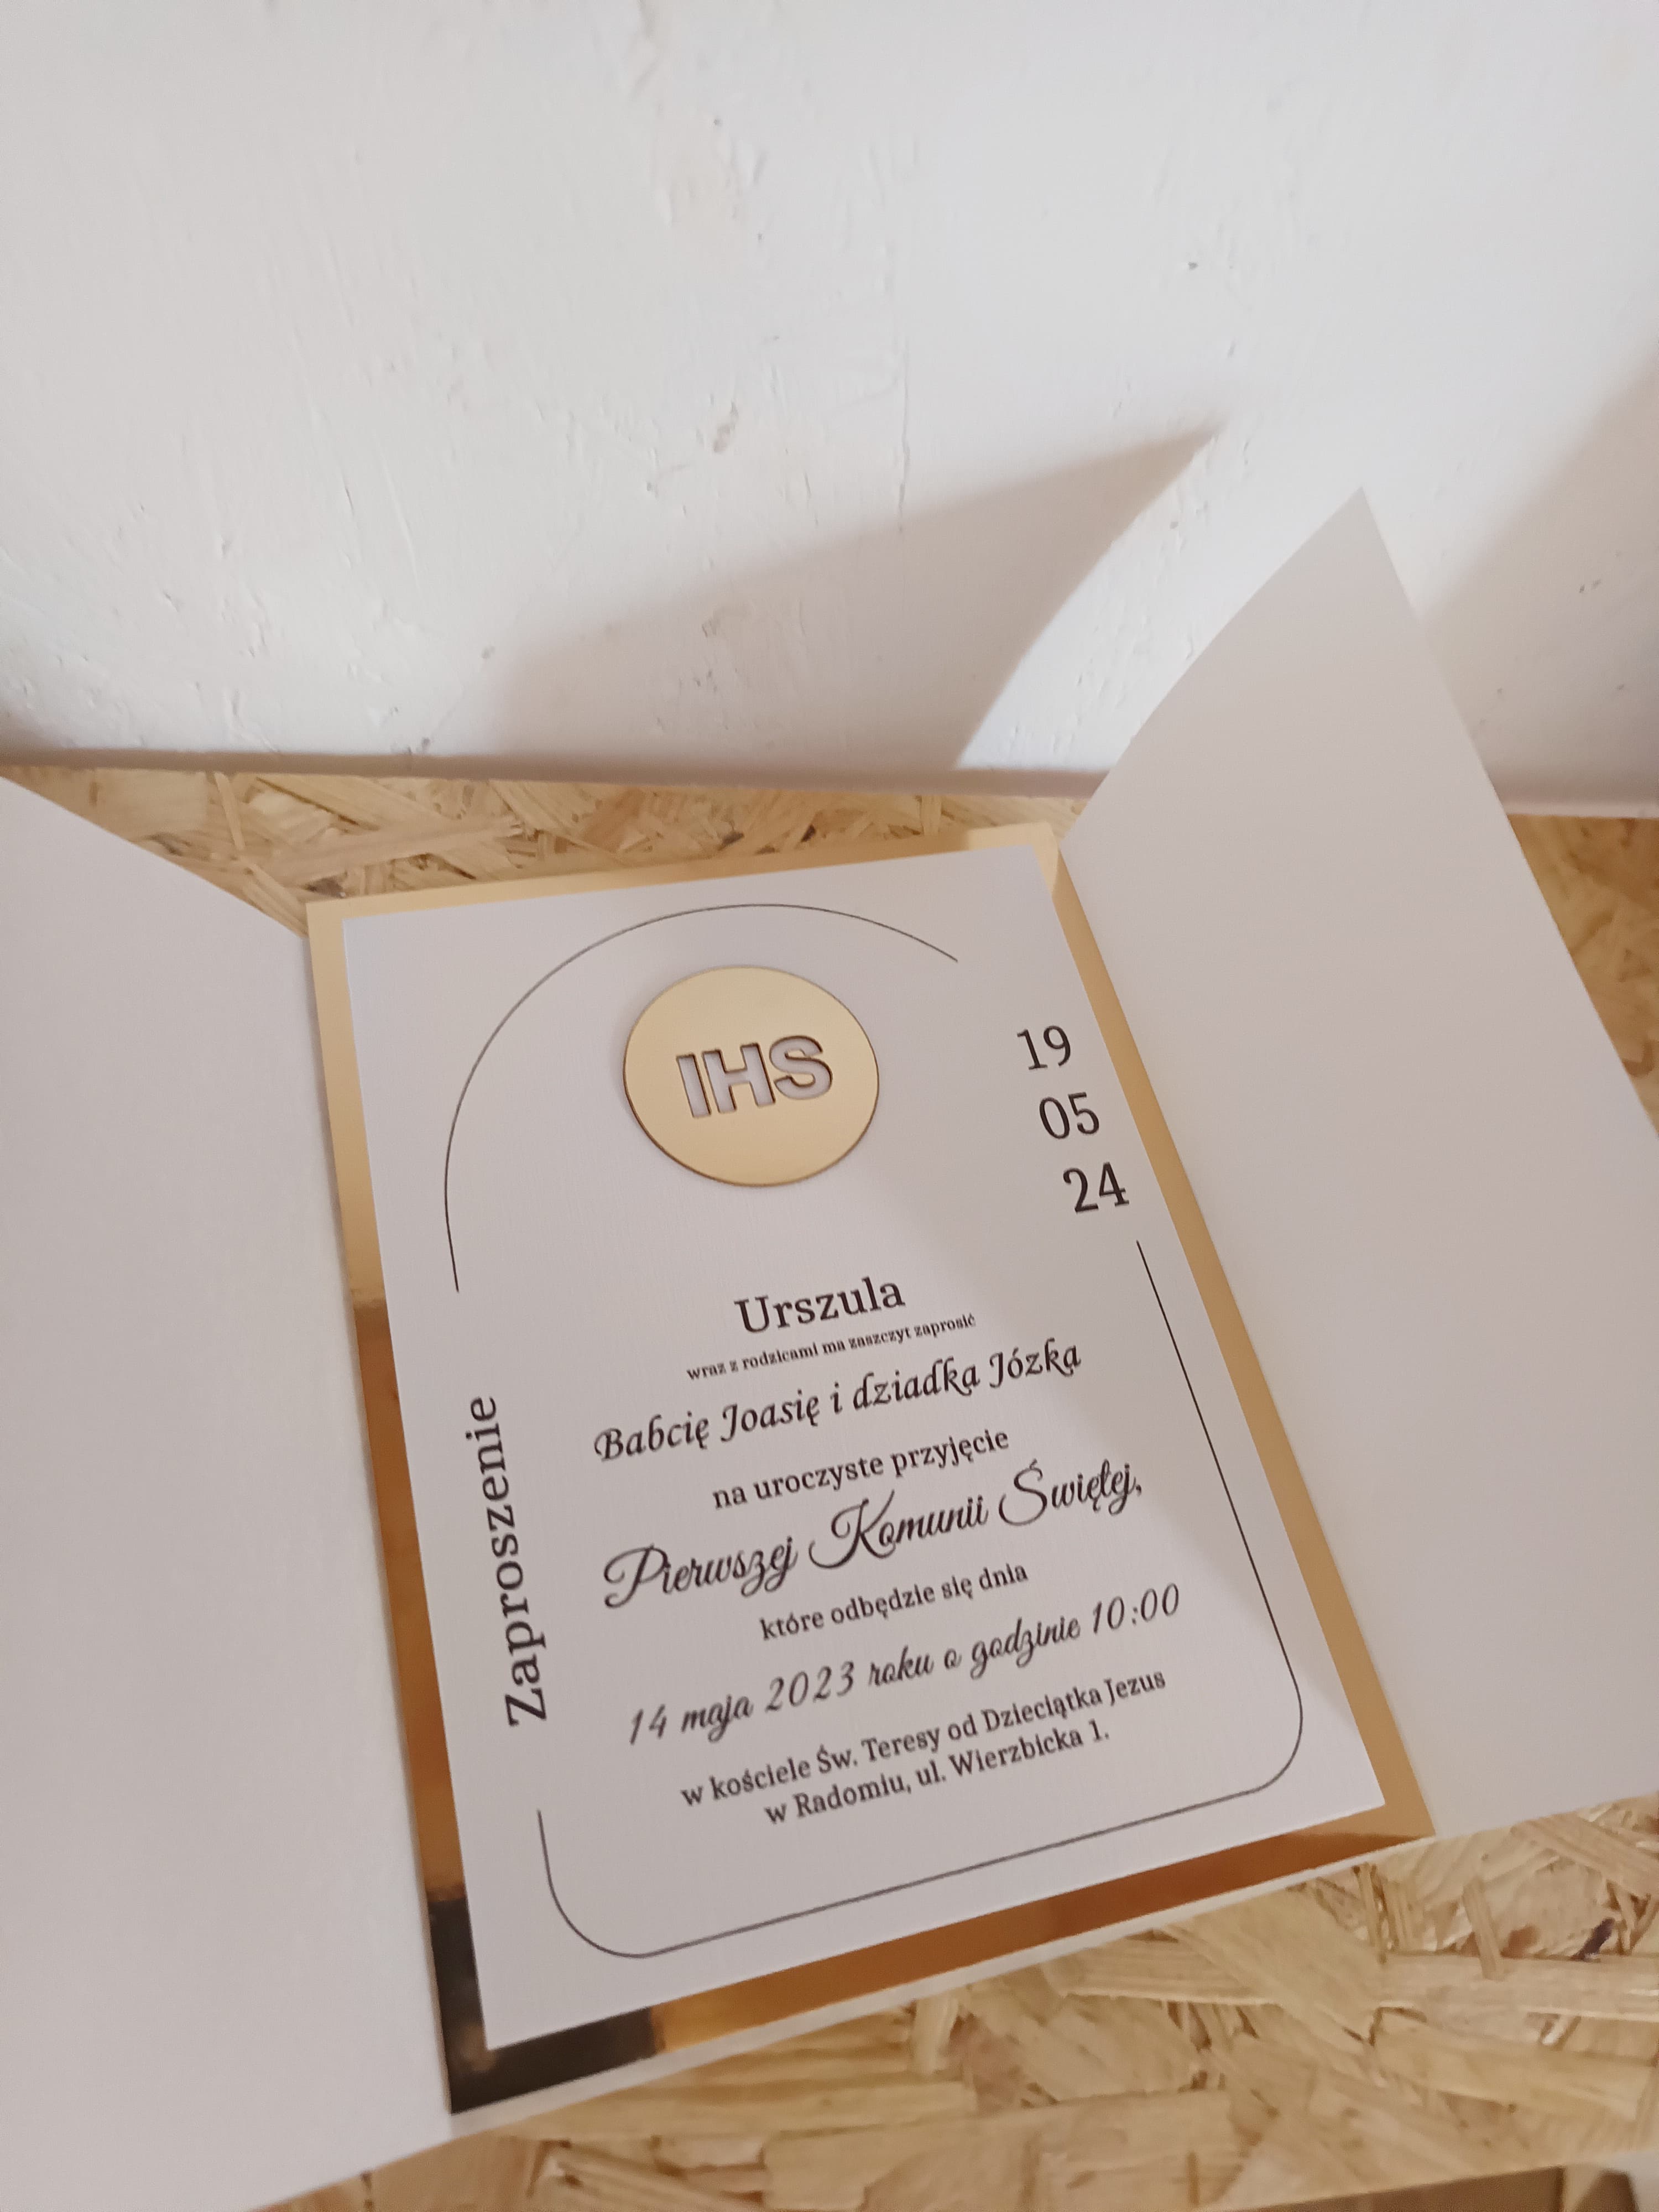 IHS
19
05
24
Zaproszenie
Urszula
wraz z rodzicami ma zaszczyt zaprosić
Babcię Joasię i dziadka Józka
na uroczyste przyjęcie
Pierwszej Komunii Świętej,
które odbędzie się dnia
14 maja 2023 roku o godzinie 10:00
w kościele Św. Teresy od Dzieciątka Jezus
w Radomiu, ul. Wierzbicka 1.